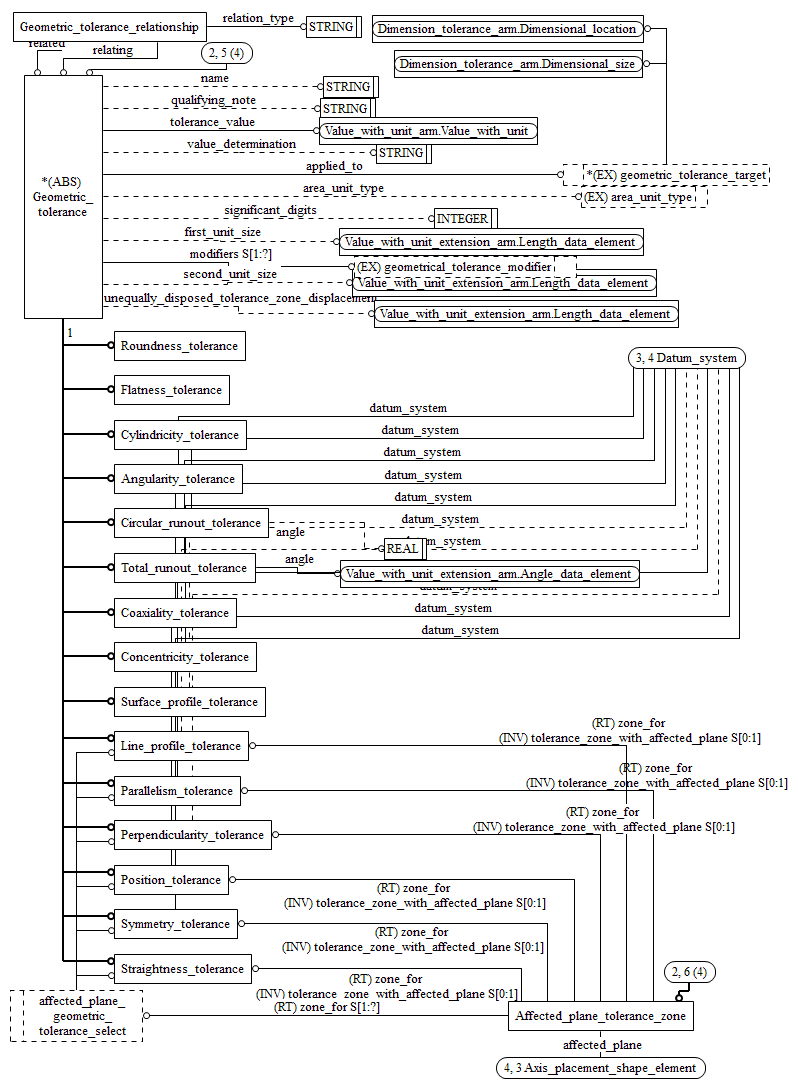 Geometric_tolerance_relationship
relation_type
STRING
Dimension_tolerance_arm.Dimensional_location
related
relating
2, 5 (4)
Dimension_tolerance_arm.Dimensional_size
name
STRING
qualifying_note
STRING
tolerance_value
Value_with_unit_arm.Value_with_unit
value_determination
STRING
applied_to
*(EX) geometric_tolerance_target
*(ABS)
Geometric_
tolerance
area_unit_type
(EX) area_unit_type
significant_digits
INTEGER
first_unit_size
Value_with_unit_extension_arm.Length_data_element
modifiers S[1:?]
(EX) geometrical_tolerance_modifier
second_unit_size
Value_with_unit_extension_arm.Length_data_element
unequally_disposed_tolerance_zone_displacement
Value_with_unit_extension_arm.Length_data_element
1
Roundness_tolerance
3, 4 Datum_system
Flatness_tolerance
datum_system
Cylindricity_tolerance
datum_system
datum_system
Angularity_tolerance
datum_system
datum_system
Circular_runout_tolerance
datum_system
angle
REAL
datum_system
Total_runout_tolerance
angle
Value_with_unit_extension_arm.Angle_data_element
datum_system
Coaxiality_tolerance
datum_system
datum_system
Concentricity_tolerance
Surface_profile_tolerance
Line_profile_tolerance
(RT) zone_for
(INV) tolerance_zone_with_affected_plane S[0:1]
Parallelism_tolerance
(RT) zone_for
(INV) tolerance_zone_with_affected_plane S[0:1]
Perpendicularity_tolerance
(RT) zone_for
(INV) tolerance_zone_with_affected_plane S[0:1]
Position_tolerance
(RT) zone_for
(INV) tolerance_zone_with_affected_plane S[0:1]
Symmetry_tolerance
(RT) zone_for
(INV) tolerance_zone_with_affected_plane S[0:1]
Straightness_tolerance
(RT) zone_for
(INV) tolerance_zone_with_affected_plane S[0:1]
2, 6 (4)
affected_plane_
geometric_
tolerance_select
(RT) zone_for S[1:?]
Affected_plane_tolerance_zone
affected_plane
4, 3 Axis_placement_shape_element